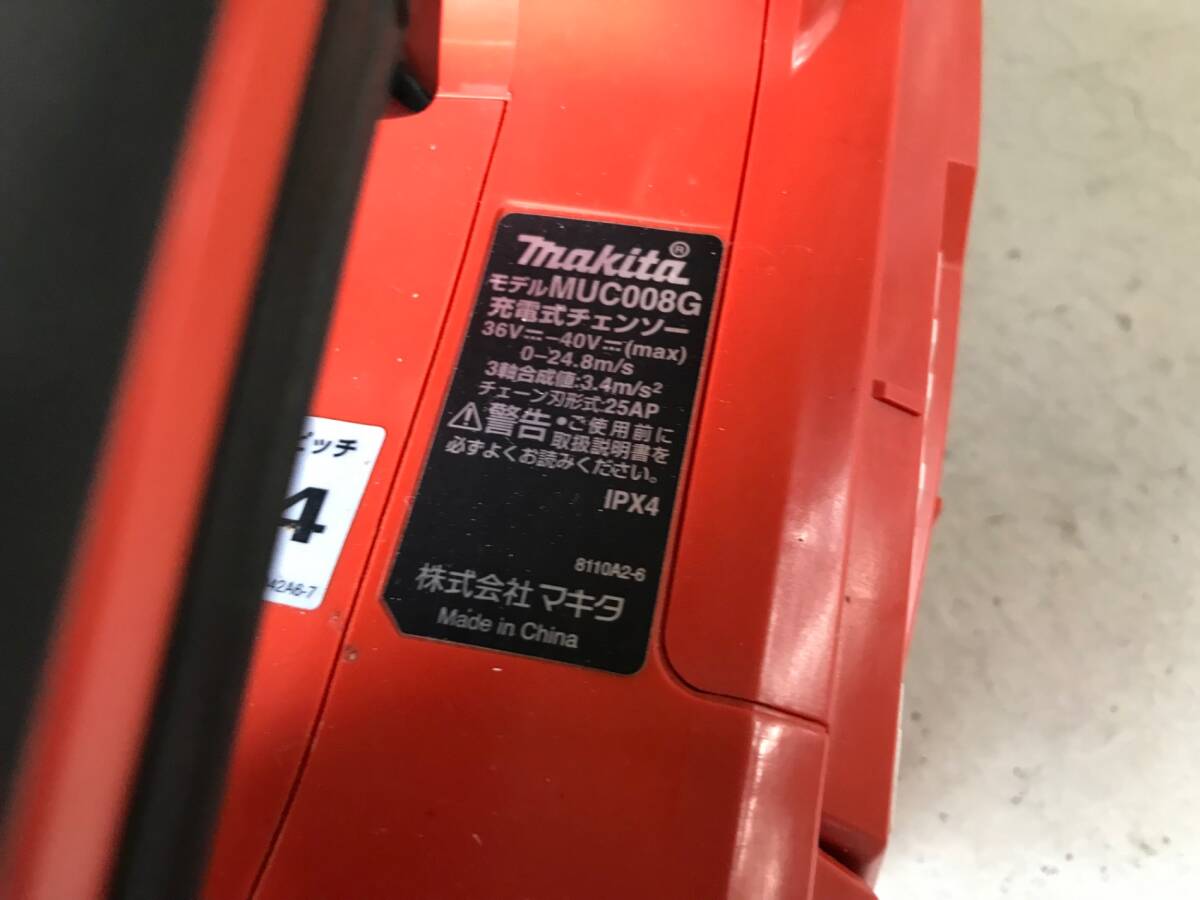 makita®
モデルMUC008G
充電式チェンソー
36V⎓-40V⎓(max)
0-24.8m/s
3軸合成値:3.4m/s²
チェーン刃形式:25AP
⚠警告 •ご使用前に
取扱説明書を
必ずよくお読みください。
IPX4
8110A2-6
株式会社 マキタ
Made in China
ピッチ
4
42A6-7